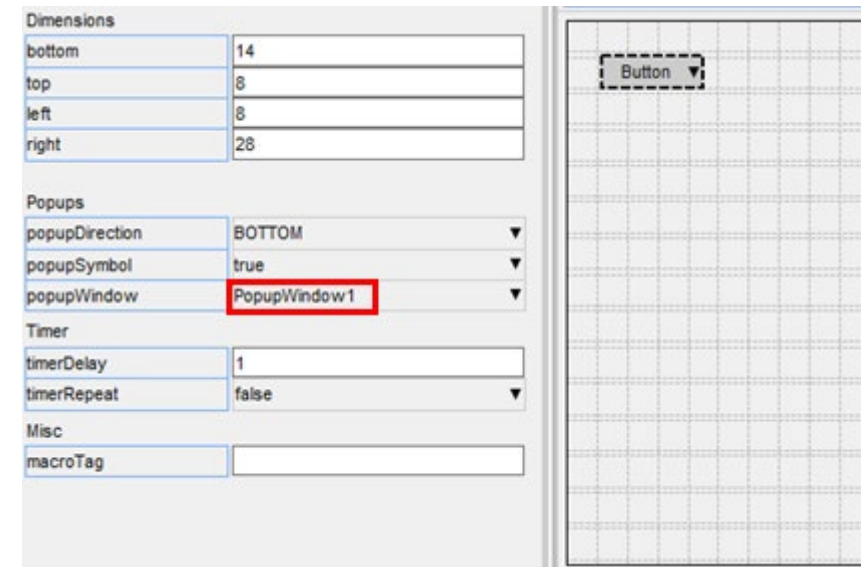 Dimensions
bottom 14
top 8
left 8
right 28
Popups
popupDirection BOTTOM
popupSymbol true
popupWindow PopupWindow1
Timer
timerDelay 1
timerRepeat false
Misc
macroTag
Button